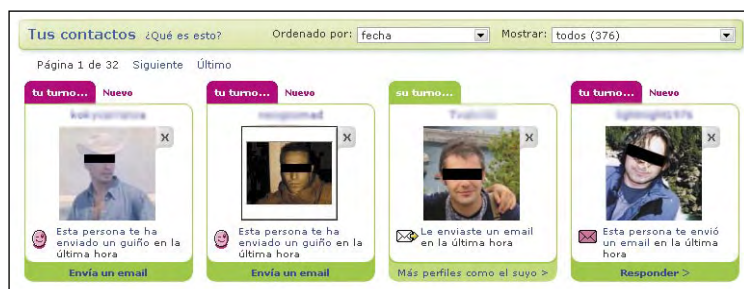 Tus contactos ¿Qué es esto? Ordenado por: fecha Mostrar: todos (376)
Página 1 de 32 Siguiente Último
tu turno... Nuevo
Esta persona te ha
enviado un guiño en la
última hora
Envía un email
tu turno... Nuevo
Esta persona te ha
enviado un guiño en la
última hora
Envía un email
su turno...
Le enviaste un email
en la última hora
Más perfiles como el suyo >
tu turno... Nuevo
Esta persona te envió
un email en la última
hora
Responder >